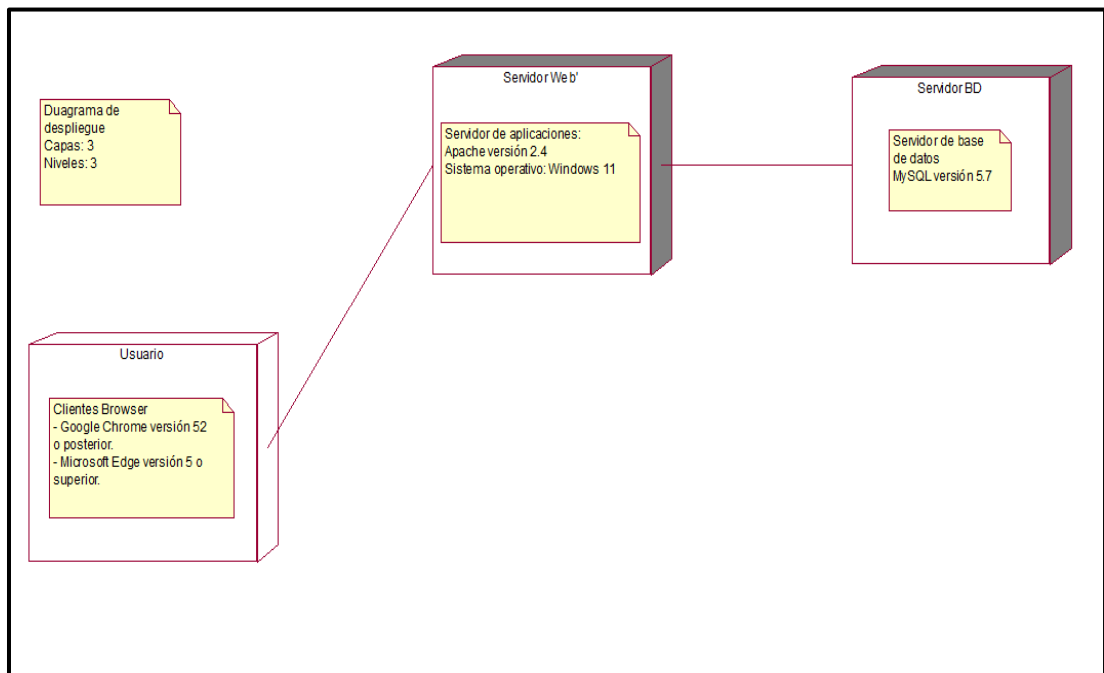 Duagrama de
despliegue
Capas: 3
Niveles: 3
Servidor Web'
Servidor de aplicaciones:
Apache versión 2.4
Sistema operativo: Windows 11
Servidor BD
Servidor de base
de datos
MySQL versión 5.7
Usuario
Clientes Browser
- Google Chrome versión 52
o posterior.
- Microsoft Edge versión 5 o
superior.